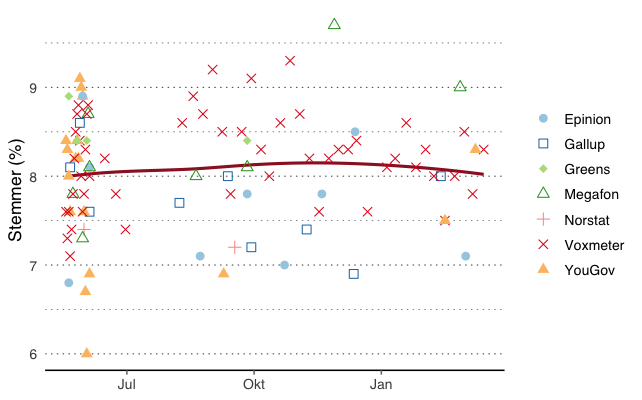 Stemmer (%)
9
8
7
6
Jul
Okt
Jan
Epinion
Gallup
Greens
Megafon
Norstat
Voxmeter
YouGov